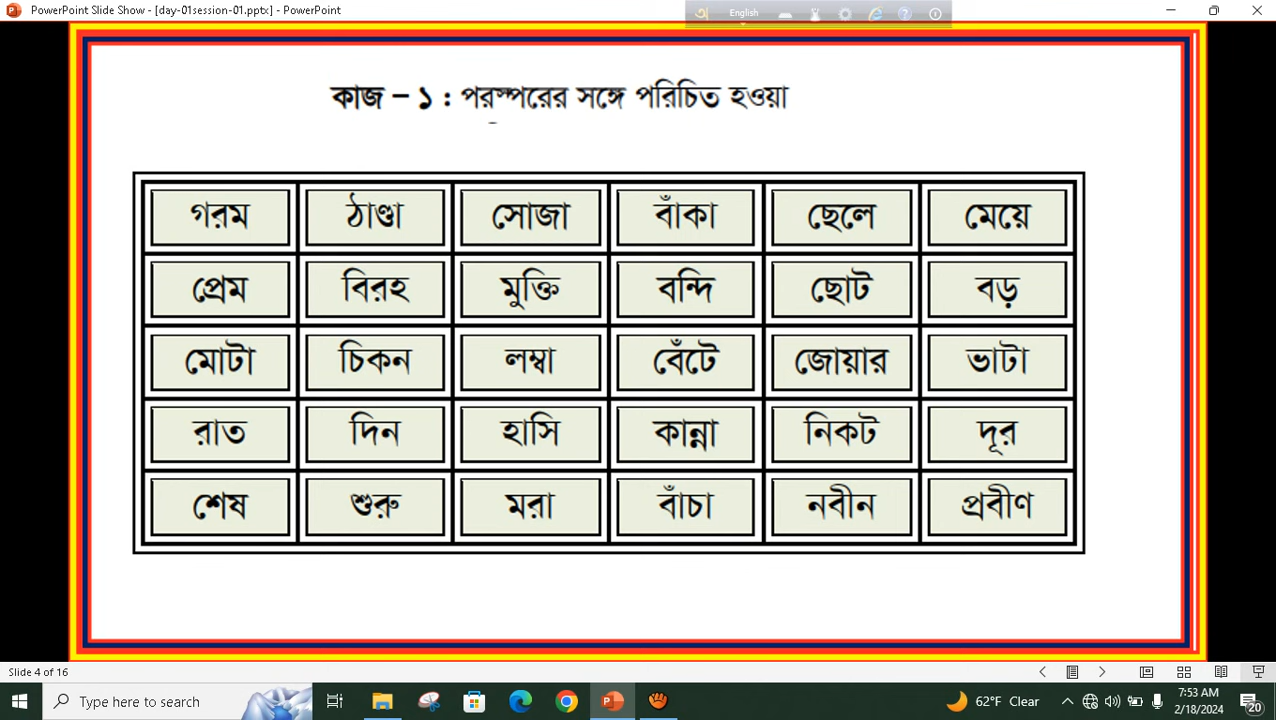 PowerPoint Slide Show - [day-01session-01.pptx] - PowerPoint
English
কাজ – ১ : পরস্পরের সঙ্গে পরিচিত হওয়া
গরম ঠাণ্ডা সোজা বাঁকা ছেলে মেয়ে
প্রেম বিরহ মুক্তি বন্দি ছোট বড়
মোটা চিকন লম্বা বেঁটে জোয়ার ভাটা
রাত দিন হাসি কান্না নিকট দূর
শেষ শুরু মরা বাঁচা নবীন প্রবীণ
Slide 4 of 16
Type here to search
62°F Clear
7:53 AM
2/18/2024
20